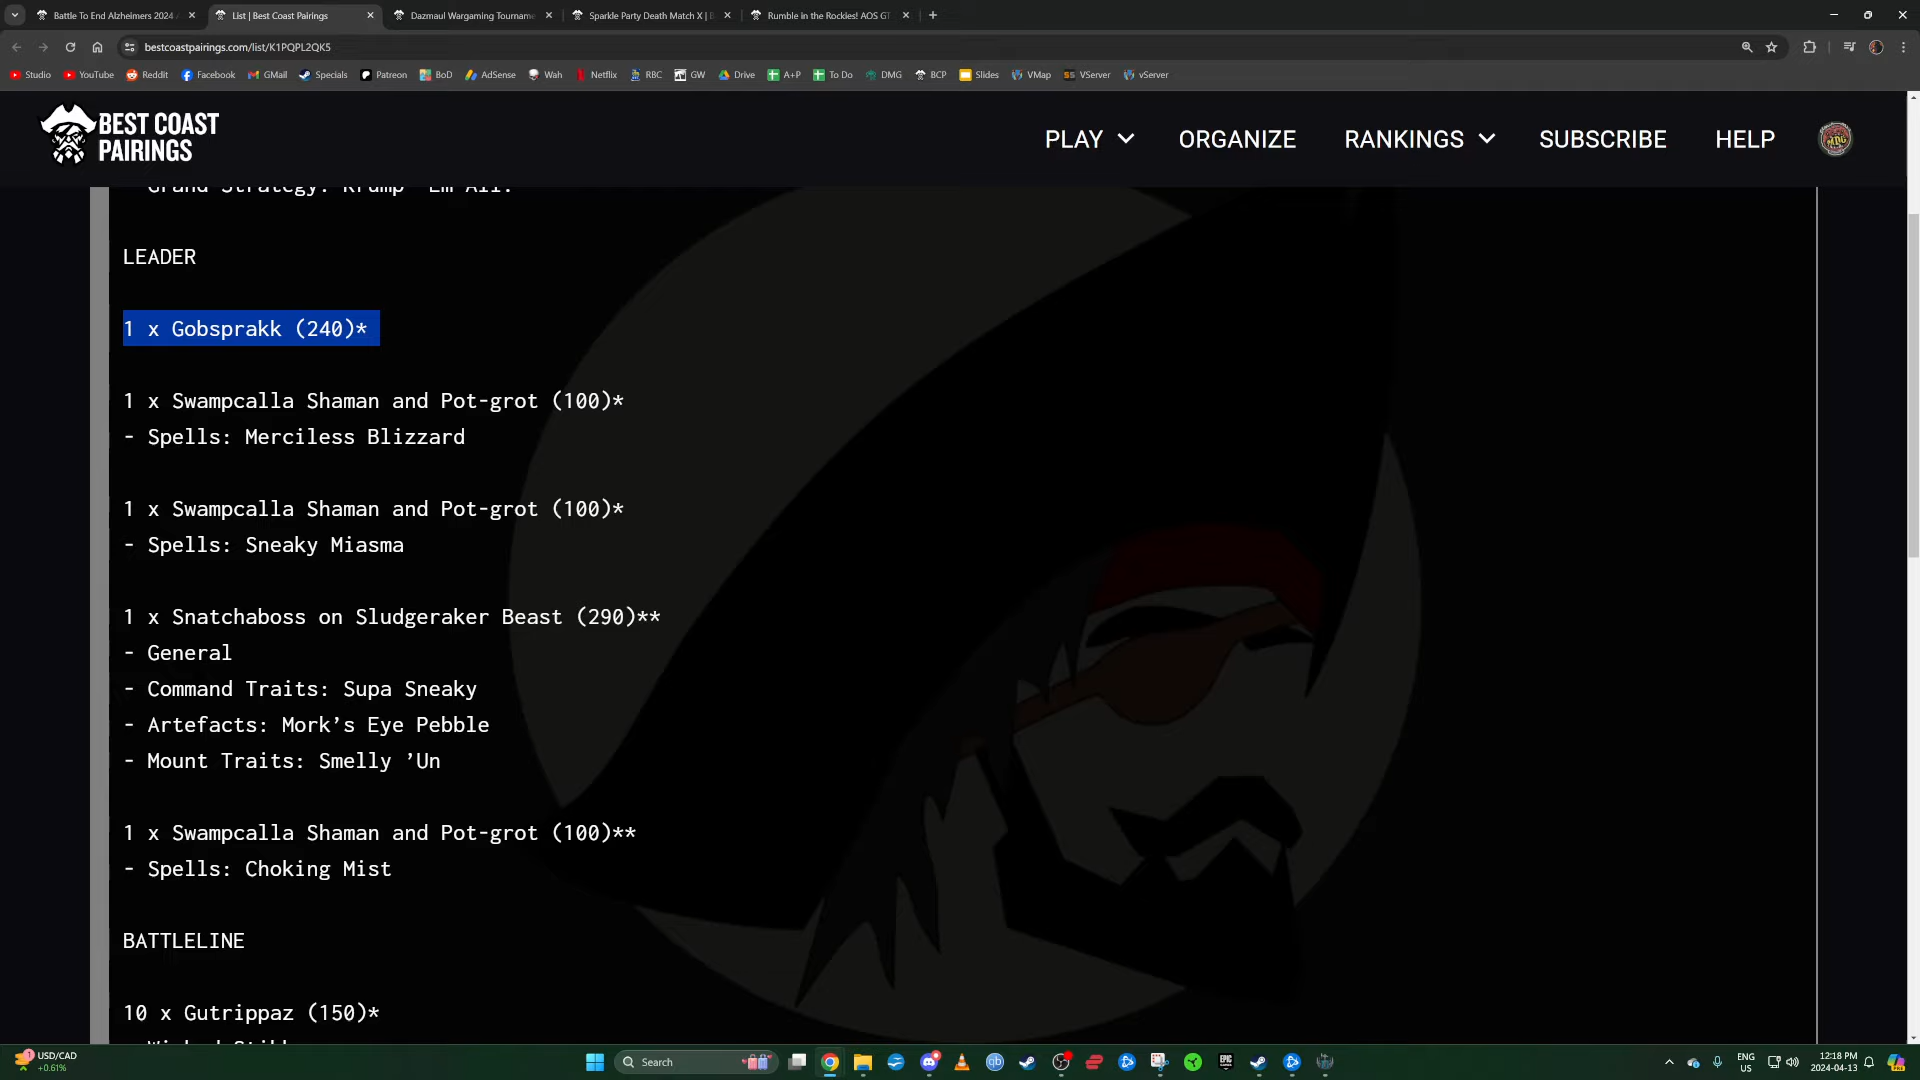 Battle To End Alzheimers 2024
List | Best Coast Pairings
Dazmaul Wargaming Tourname
Sparkle Party Death Match X |
Rumble in the Rockies! AOS GT
bestcoastpairings.com/list/K1PQPL2QK5
Studio
YouTube
Reddit
Facebook
GMail
Specials
Patreon
BoD
AdSense
Wah
Netflix
RBC
GW
Drive
A+P
To Do
DMG
BCP
Slides
VMap
VServer
vServer
BEST COAST
PAIRINGS
PLAY
ORGANIZE
RANKINGS
SUBSCRIBE
HELP
- Grand Strategy: Krump 'Em All!
LEADER
1 x Gobsprakk (240)*
1 x Swampcalla Shaman and Pot-grot (100)*
- Spells: Merciless Blizzard
1 x Swampcalla Shaman and Pot-grot (100)*
- Spells: Sneaky Miasma
1 x Snatchaboss on Sludgeraker Beast (290)**
- General
- Command Traits: Supa Sneaky
- Artefacts: Mork’s Eye Pebble
- Mount Traits: Smelly ’Un
1 x Swampcalla Shaman and Pot-grot (100)**
- Spells: Choking Mist
BATTLELINE
10 x Gutrippaz (150)*
USD/CAD
+0.61%
Search
ENG
US
12:18 PM
2024-04-13